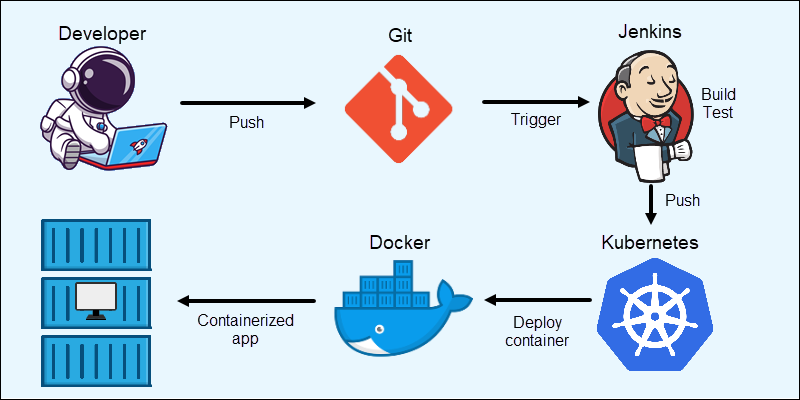 Developer
Git
Jenkins
Push
Trigger
Build
Test
Push
Docker
Kubernetes
Containerized
app
Deploy
container